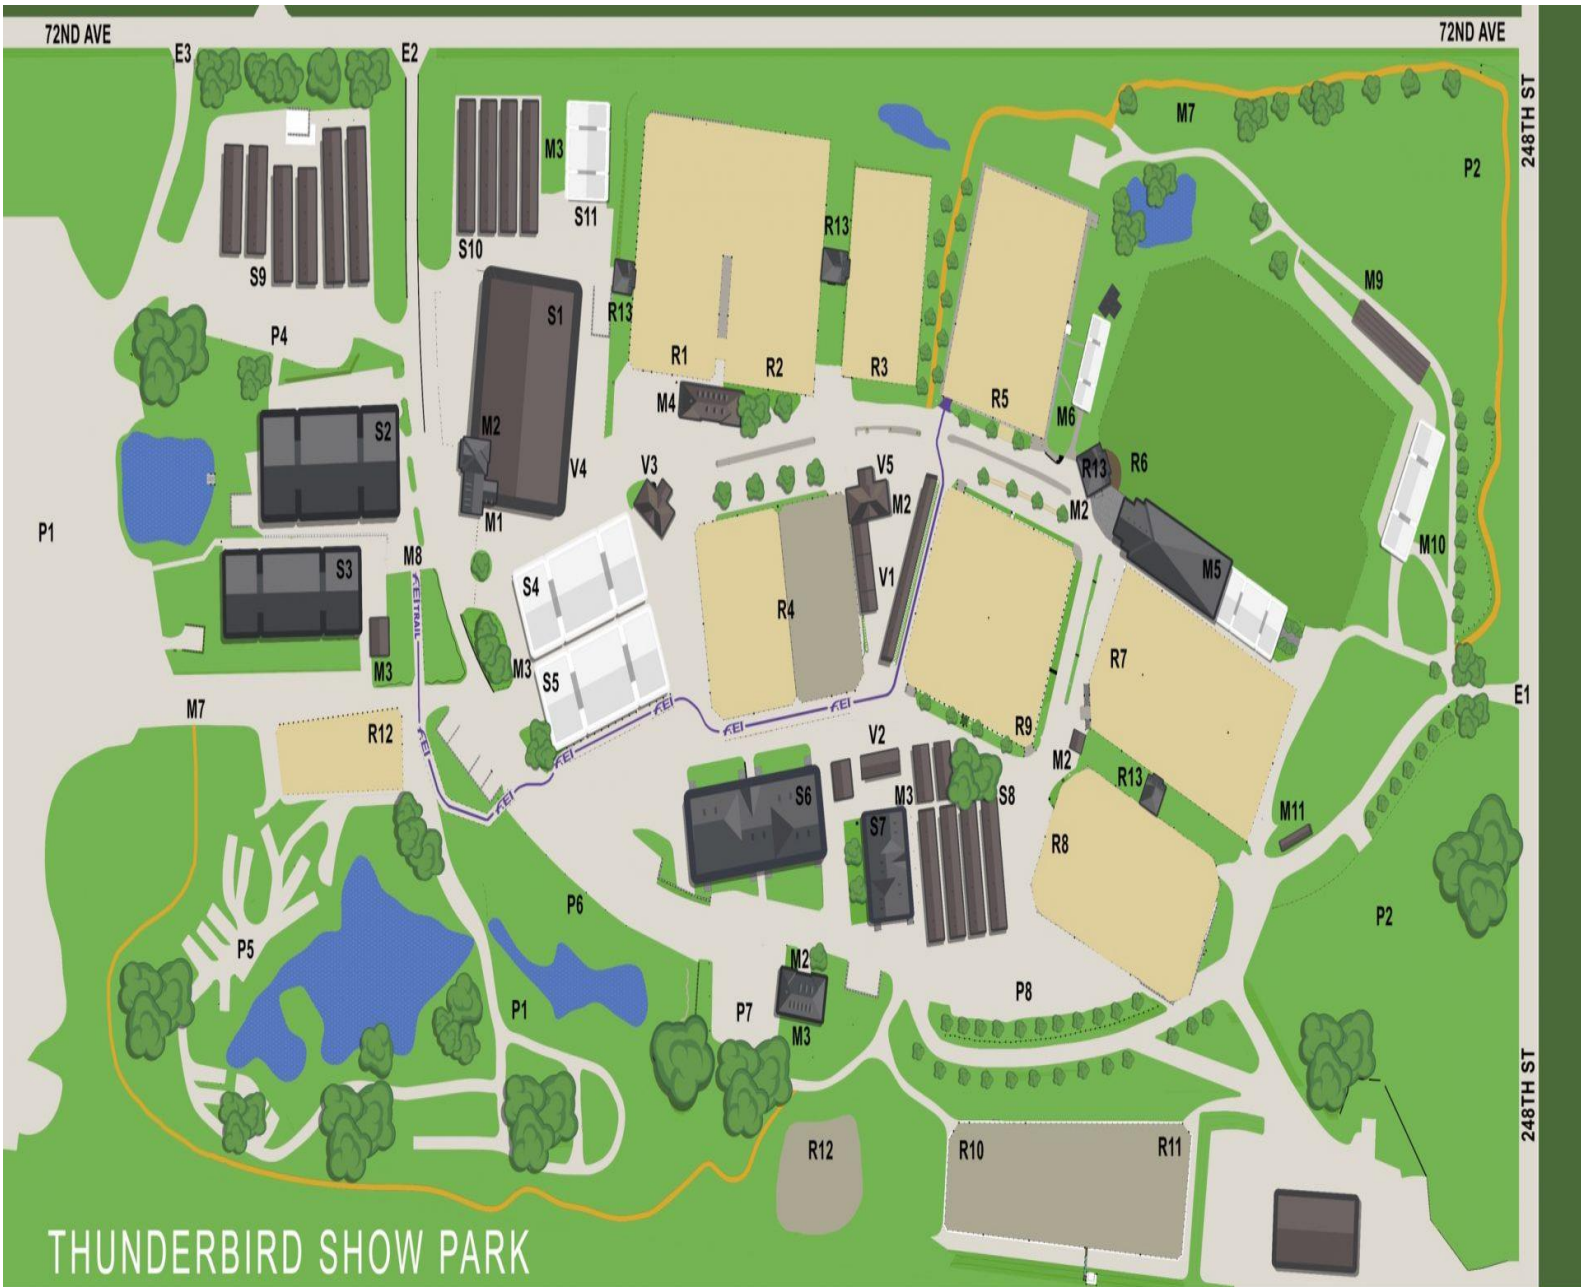 72ND AVE
72ND AVE
E3
E2
248TH ST
M7
P2
M3
S11
S10
S9
R13
R13
M9
S1
P4
R1
R2
R3
R5
M4
M6
S2
M2
V4
V3
V5
M2
R13
R6
M2
M1
P1
M10
M8
S3
S4
V1
M5
R4
FEI TRAIL
M3
M3
S5
R7
E1
M7
R12
FEI
FEI
FEI
R9
V2
M2
FEI
FEI
R13
S6
M3
S8
FEI
M11
S7
R8
P6
P2
P5
M2
P8
P1
P7
M3
248TH ST
R12
R10
R11
THUNDERBIRD SHOW PARK